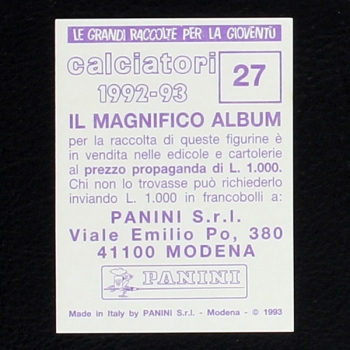 LE GRANDI RACCOLTE PER LA GIOVENTÙ
calciatori
1992-93
27
IL MAGNIFICO ALBUM
per la raccolta di queste figurine è
in vendita nelle edicole e cartolerie
al prezzo propaganda di L. 1.000.
Chi non lo trovasse può richiederlo
inviando L. 1.000 in francobolli a:
PANINI S.r.l.
Viale Emilio Po, 380
41100 MODENA
PANINI
Made in Italy by PANINI S.r.l. - Modena - © 1993